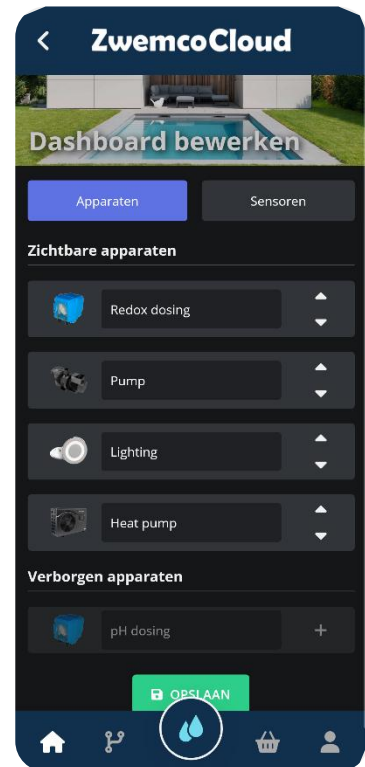 ZwemcoCloud
Dashboard bewerken
Apparaten
Sensoren
Zichtbare apparaten
Redox dosing
Pump
Lighting
Heat pump
Verborgen apparaten
pH dosing
OPSLAAN